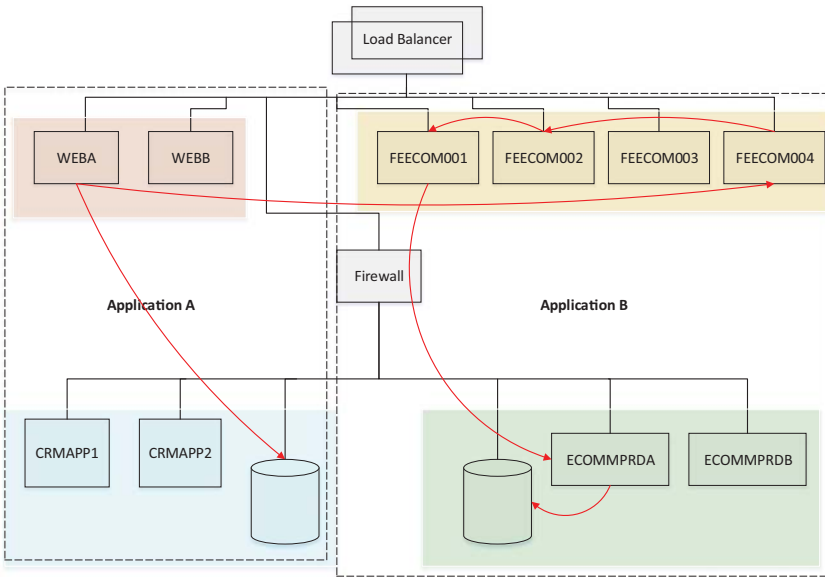 Load Balancer
WEBA
WEBB
FEECOM001
FEECOM002
FEECOM003
FEECOM004
Firewall
Application A
Application B
CRMAPP1
CRMAPP2
ECOMMPRDA
ECOMMPRDB